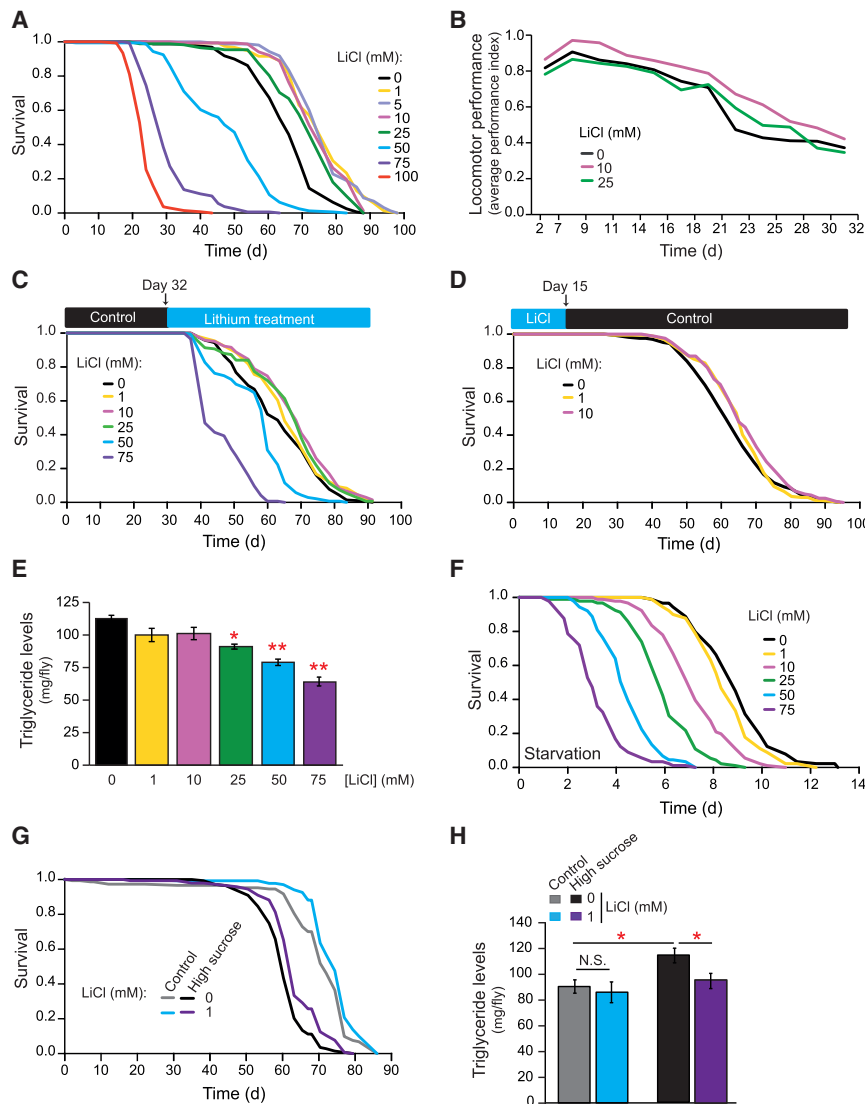 A
LiCl (mM):
0
1
5
10
25
50
75
100
Survival
1.0
0.8
0.6
0.4
0.2
0.0
0 10 20 30 40 50 60 70 80 90 100
Time (d)
B
Locomotor performance
(average performance index)
1.0
0.8
0.6
0.4
0.2
0.0
LiCl (mM)
0
10
25
2 7 9 11 14 16 18 21 22 24 26 28 30 32
Time (d)
C
Day 32
Control
Lithium treatment
LiCl (mM):
0
1
10
25
50
75
Survival
1.0
0.8
0.6
0.4
0.2
0.0
0 10 20 30 40 50 60 70 80 90 100
Time (d)
D
Day 15
LiCl
Control
LiCl (mM):
0
1
10
Survival
1.0
0.8
0.6
0.4
0.2
0.0
0 10 20 30 40 50 60 70 80 90 100
Time (d)
E
Triglyceride levels
(mg/fly)
125
100
75
50
25
0
*
**
**
0 1 10 25 50 75 [LiCl] (mM)
F
LiCl (mM)
0
1
10
25
50
75
Survival
1.0
0.8
0.6
0.4
0.2
0.0
Starvation
0 2 4 6 8 10 12 14
Time (d)
G
Survival
1.0
0.8
0.6
0.4
0.2
0.0
Control
High sucrose
LiCl (mM):
0
1
0 10 20 30 40 50 60 70 80 90
Time (d)
H
Control
High sucrose
0
1
LiCl (mM)
Triglyceride levels
(mg/fly)
140
120
100
80
60
40
20
0
*
*
N.S.